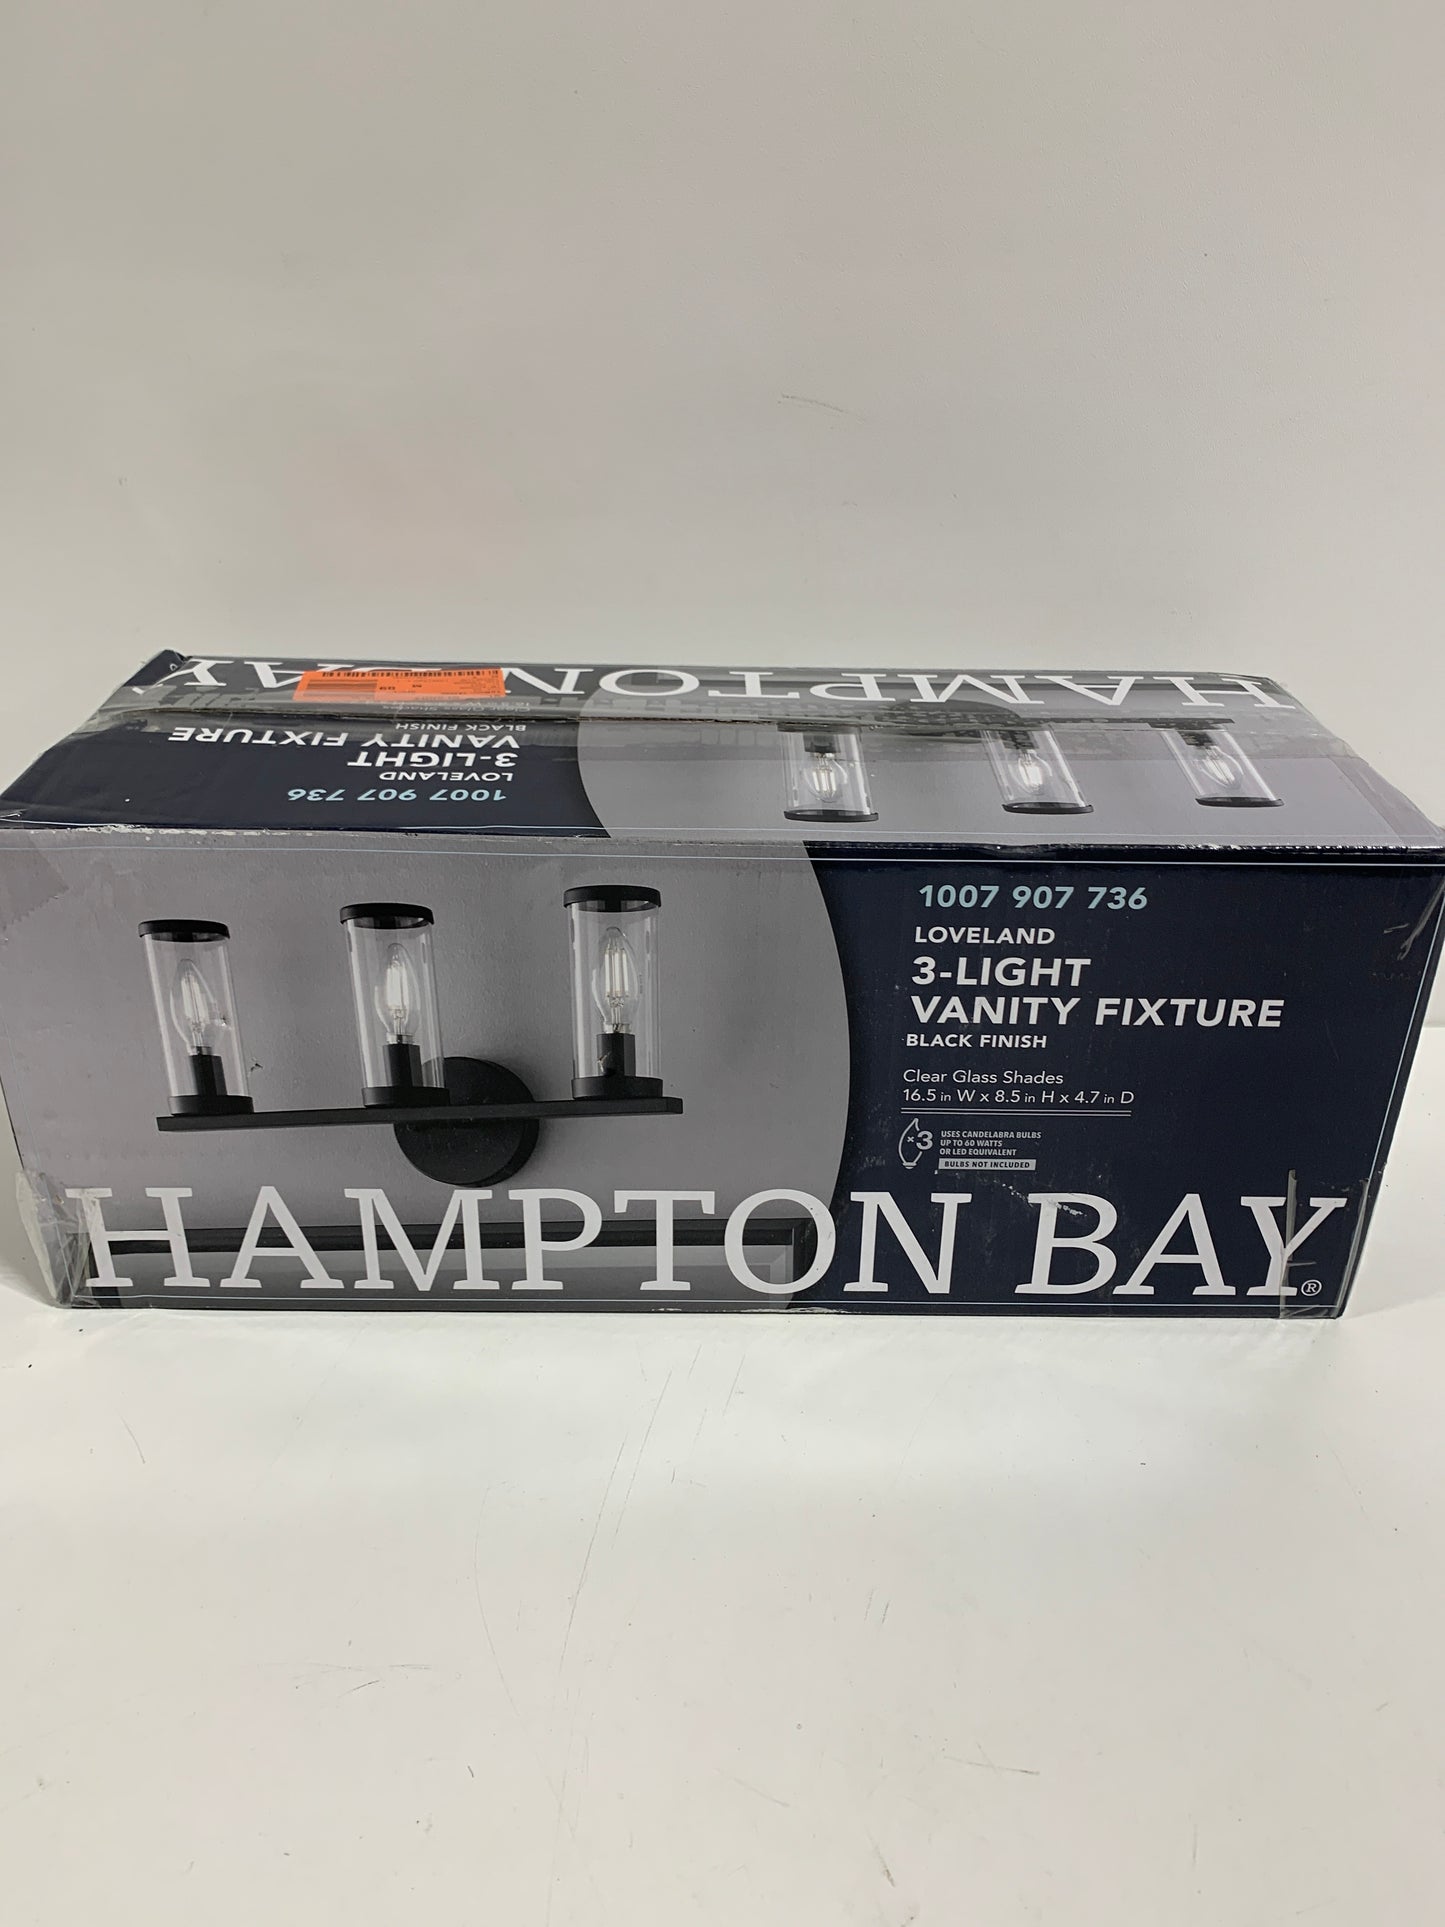 HAMPTON BAY
BLACK FINISH
VANITY FIXTURE
3-LIGHT
LOVELAND
1007 907 736
1007 907 736
LOVELAND
3-LIGHT
VANITY FIXTURE
BLACK FINISH
Clear Glass Shades
16.5 in W x 8.5 in H x 4.7 in D
×3
USES CANDELABRA BULBS
UP TO 60 WATTS
OR LED EQUIVALENT
BULBS NOT INCLUDED
HAMPTON BAY®